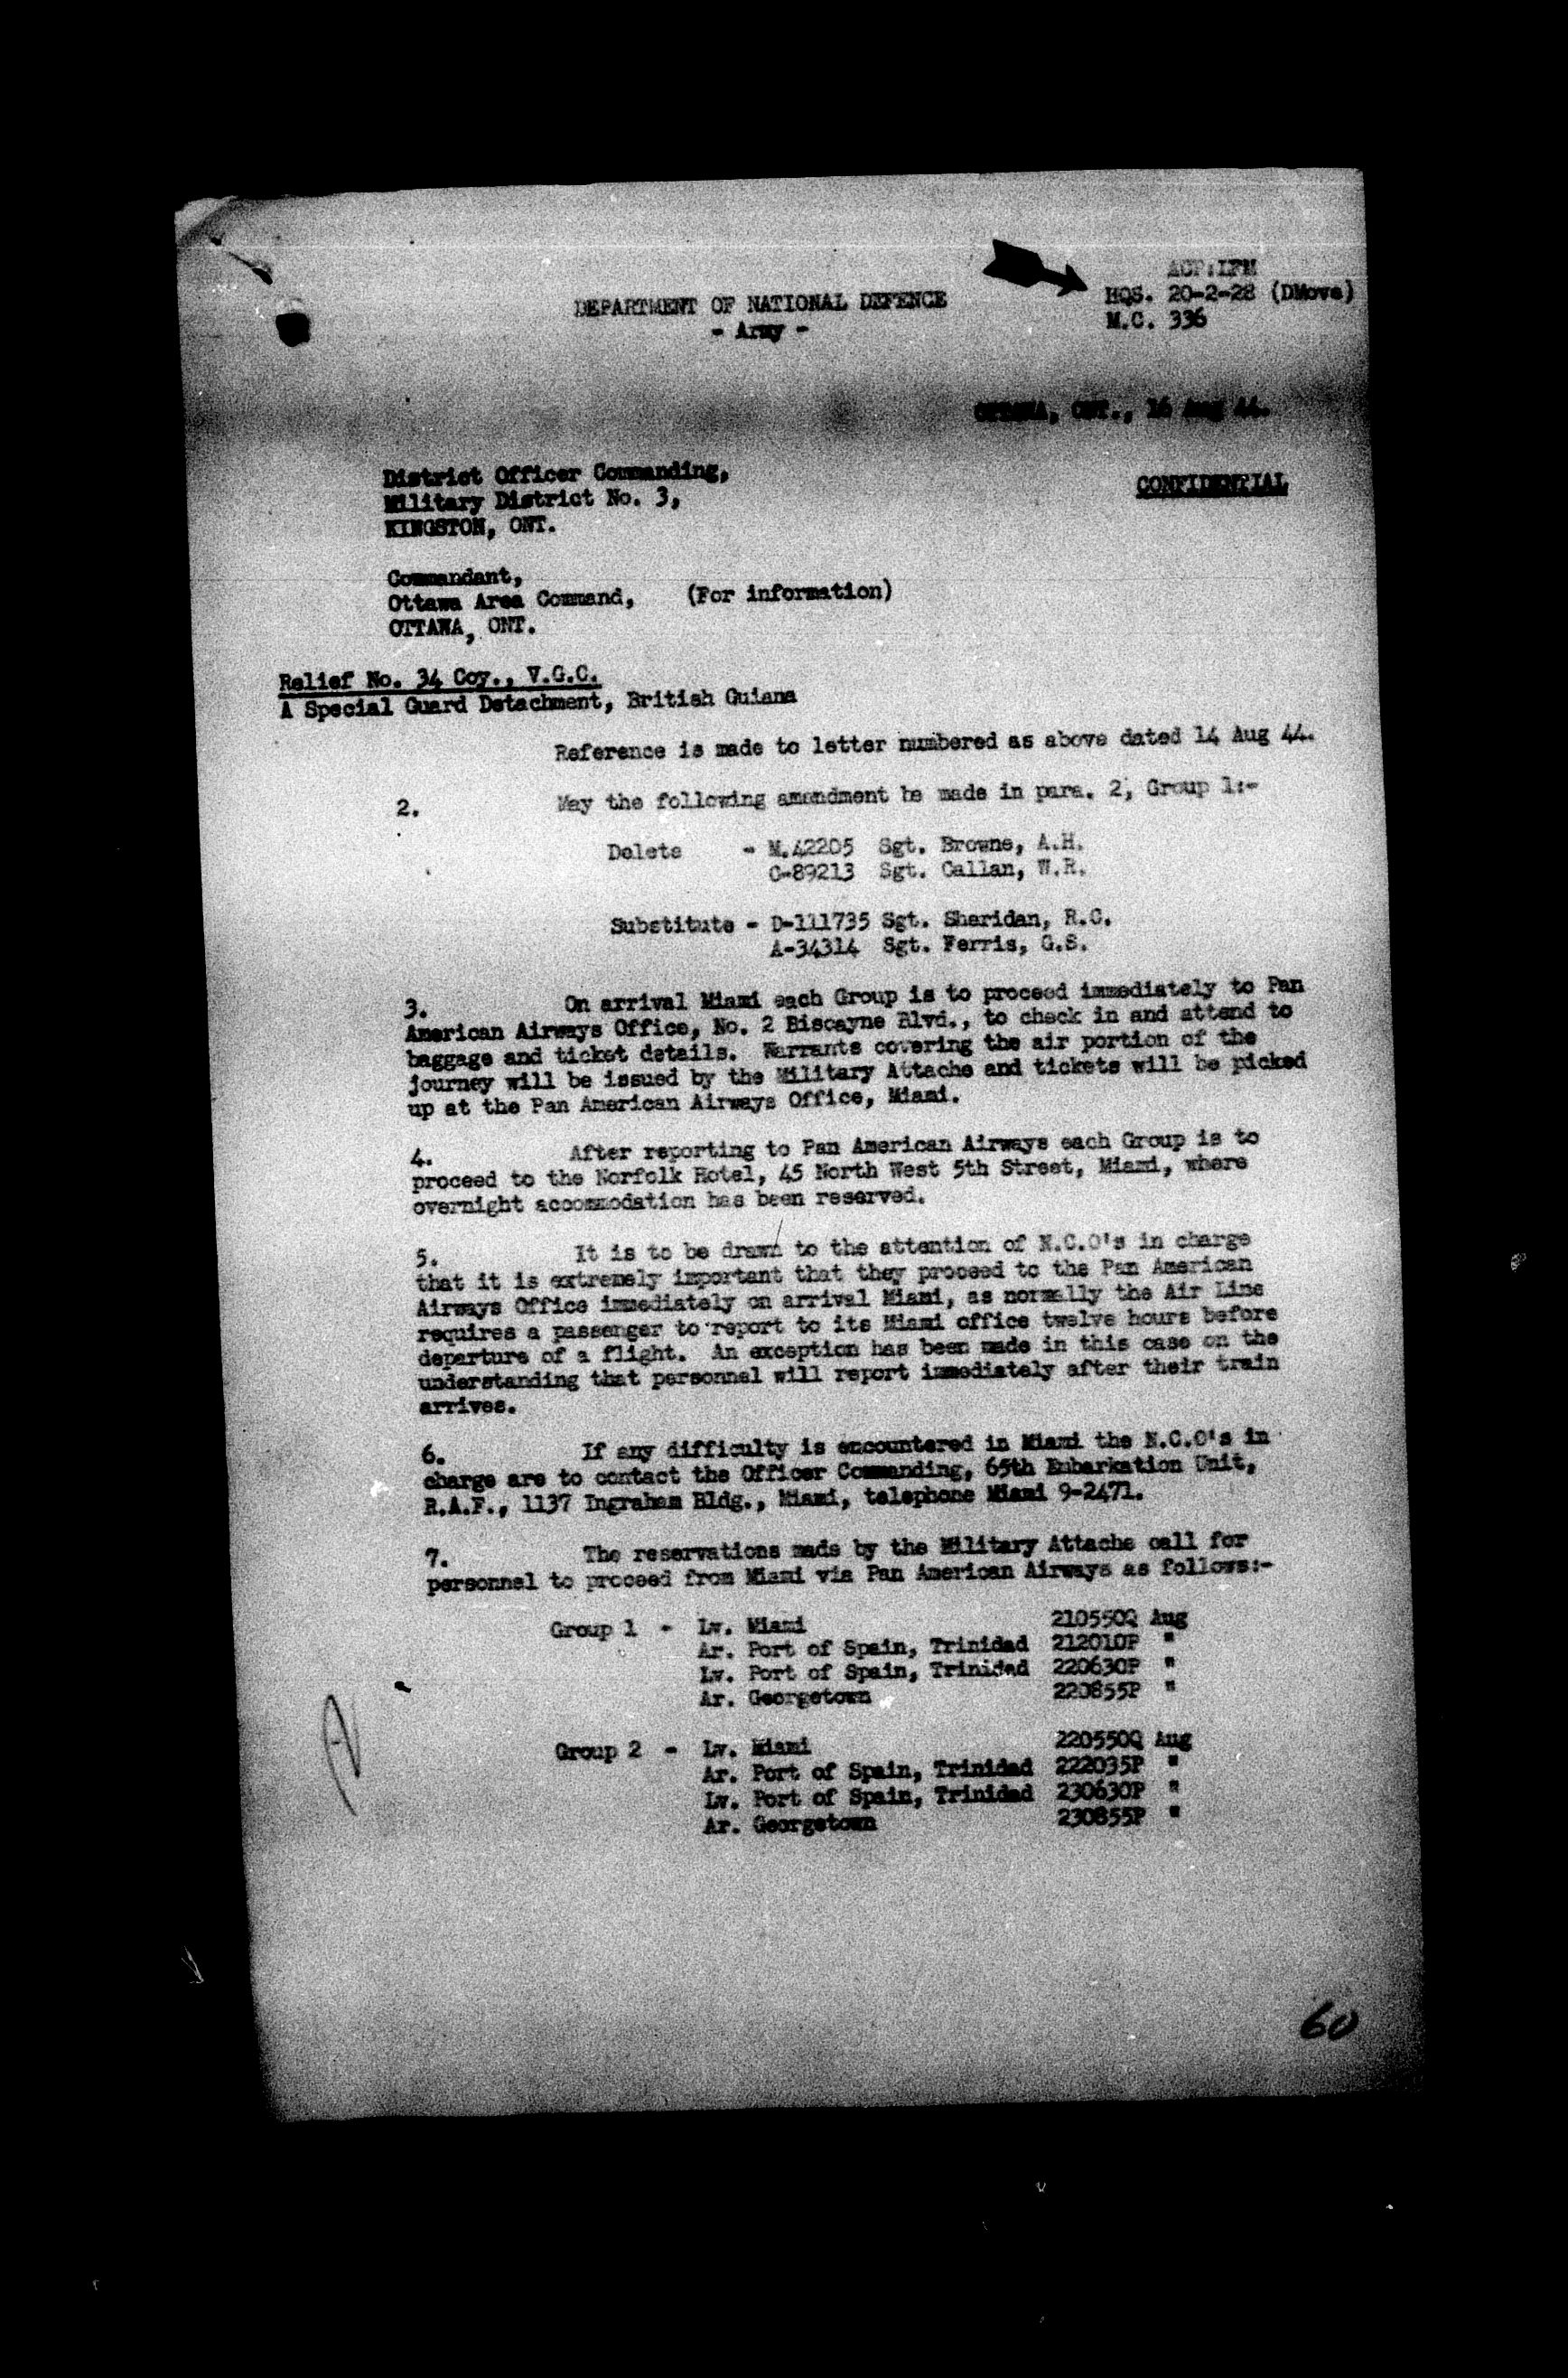 ACF:LFM
HQS. 20-2-28 (DMove)
M.C. 336
DEPARTMENT OF NATIONAL DEFENCE
- Army -
OTTAWA, ONT., 16 Aug 44.
District Officer Commanding,
Military District No. 3,
KINGSTON, ONT.
CONFIDENTIAL
Commandant,
Ottawa Area Command, (For information)
OTTAWA, ONT.
Relief No. 34 Coy., V.G.C.
A Special Guard Detachment, British Guiana
Reference is made to letter numbered as above dated 14 Aug 44.
2. May the following amendment be made in para. 2, Group 1:-
Delete - M.42205 Sgt. Browne, A.H.
C-89213 Sgt. Callan, W.R.
Substitute - D-111735 Sgt. Sheridan, R.C.
A-34314 Sgt. Ferris, G.S.
3. On arrival Miami each Group is to proceed immediately to Pan
American Airways Office, No. 2 Biscayne Blvd., to check in and attend to
baggage and ticket details. Warrants covering the air portion of the
journey will be issued by the Military Attache and tickets will be picked
up at the Pan American Airways Office, Miami.
4. After reporting to Pan American Airways each Group is to
proceed to the Norfolk Hotel, 45 North West 5th Street, Miami, where
overnight accommodation has been reserved.
5. It is to be drawn to the attention of N.C.O's in charge
that it is extremely important that they proceed to the Pan American
Airways Office immediately on arrival Miami, as normally the Air Line
requires a passenger to report to its Miami office twelve hours before
departure of a flight. An exception has been made in this case on the
understanding that personnel will report immediately after their train
arrives.
6. If any difficulty is encountered in Miami the N.C.O's in
charge are to contact the Officer Commanding, 65th Embarkation Unit,
R.A.F., 1137 Ingraham Bldg., Miami, telephone Miami 9-2471.
7. The reservations made by the Military Attache call for
personnel to proceed from Miami via Pan American Airways as follows:-
Group 1 - Lv. Miami 210550Q Aug
Ar. Port of Spain, Trinidad 212010P "
Lv. Port of Spain, Trinidad 220630P "
Ar. Georgetown 220855P "
Group 2 - Lv. Miami 220550Q Aug
Ar. Port of Spain, Trinidad 222035P "
Lv. Port of Spain, Trinidad 230630P "
Ar. Georgetown 230855P "
60